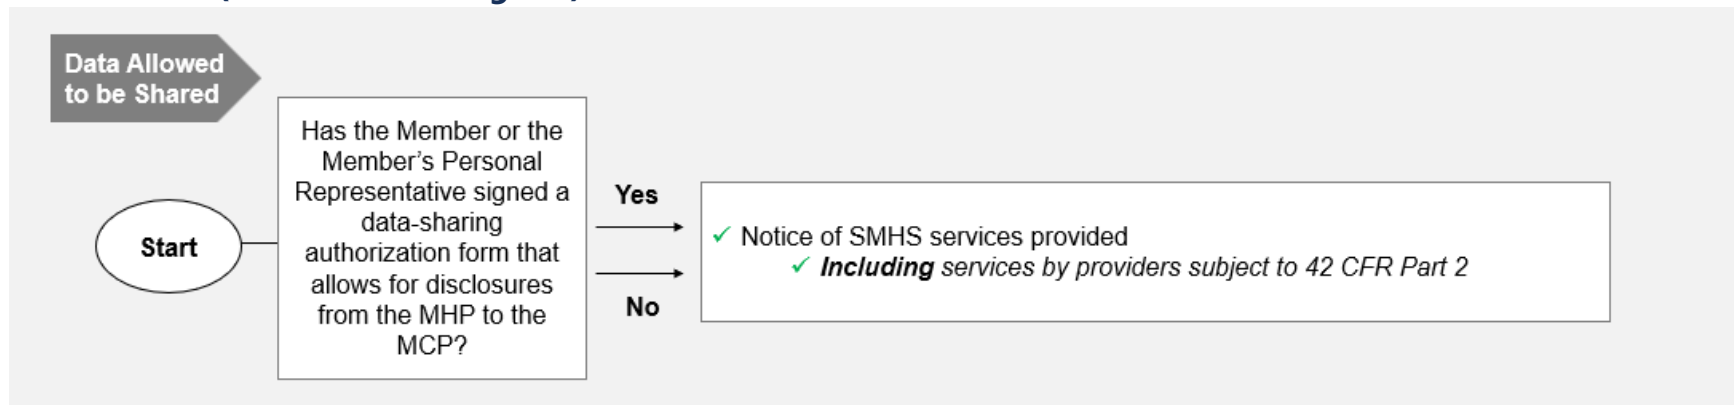 Data Allowed
to be Shared
Start
Has the Member or the
Member's Personal
Representative signed a
data-sharing
authorization form that
allows for disclosures
from the MHP to the
MCP?
Yes
No
✓ Notice of SMHS services provided
✓ Including services by providers subject to 42 CFR Part 2